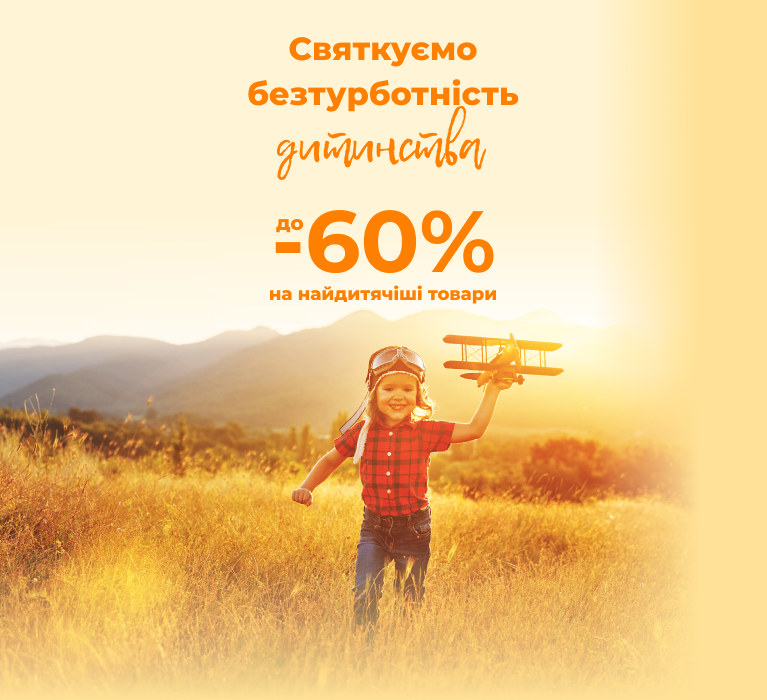 Святкуємо
безтурботність
дитинства
до
-60%
на найдитячіші товари